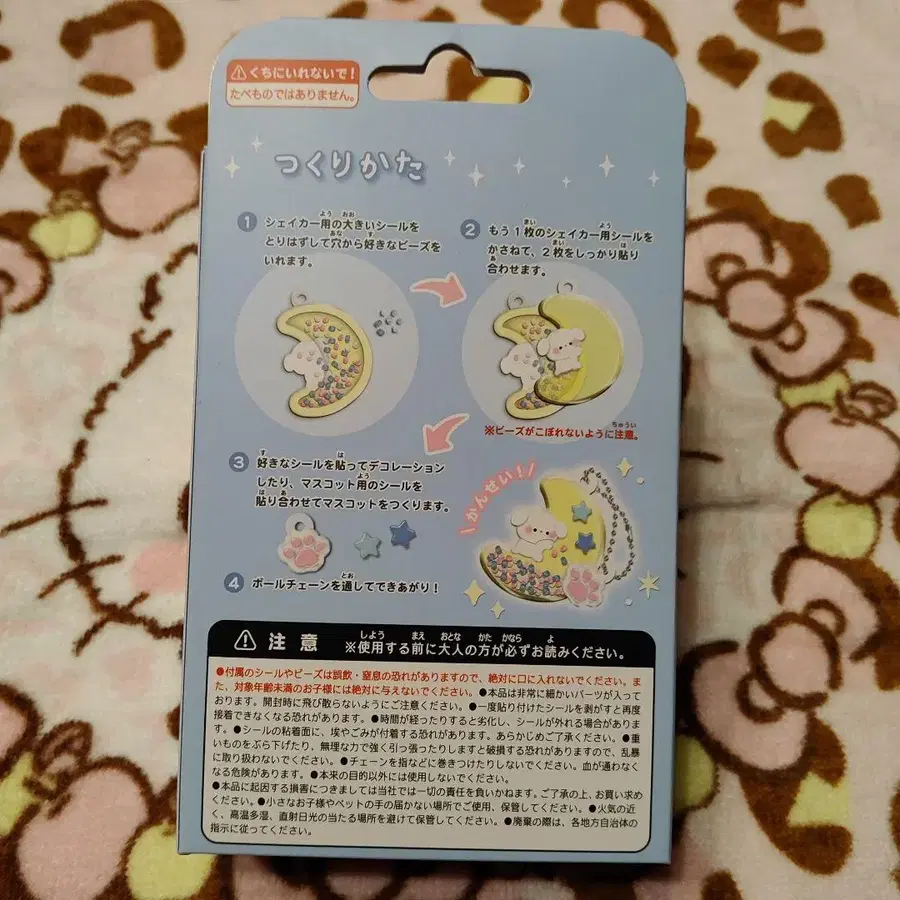 ⚠くちにいれないで!
たべものではありません。
つくりかた
1 シェイカー用の大きいシールを
とりはずして穴から好きなビーズを
いれます。
2 もう1枚のシェイカー用シールを
かさねて、2枚をしっかり貼り
合わせます。
※ビーズがこぼれないように注意。
3 好きなシールを貼ってデコレーション
したり、マスコット用のシールを
貼り合わせてマスコットをつくります。
かんせい!
4 ボールチェーンを通してできあがり!
⚠ 注意 ※使用する前に大人の方が必ずお読みください。
●付属のシールやビーズは誤飲・窒息の恐れがありますので、絶対に口に入れないでください。ま
た、対象年齢未満のお子様には絶対に与えないでください。●本品は非常に細かいパーツが入って
おります。開封時に飛び散らないようにご注意ください。●一度貼り付けたシールを剥がすと再度
接着できなくなる恐れがあります。●時間が経ったりすると劣化し、シールが外れる場合がありま
す。●シールの粘着面に、埃やごみが付着する恐れがあります。あらかじめご了承ください。●重
いものをぶら下げたり、無理な力で強く引っ張ったりしますと破損する恐れがありますので、乱暴
に取り扱わないでください。●チェーンを指などに巻きつけたりしないでください。血が通わなく
なる危険があります。●本来の目的以外には使用しないでください。
●本品に起因する損害につきましては当社では一切の責任を負いかねます。ご了承の上、お買い求め
ください。●小さなお子様やペットの手の届かない場所でご使用、保管してください。●火気の近
く、高温多湿、直射日光の当たる場所を避けて保管してください。●廃棄の際は、各地方自治体の
指示に従ってください。